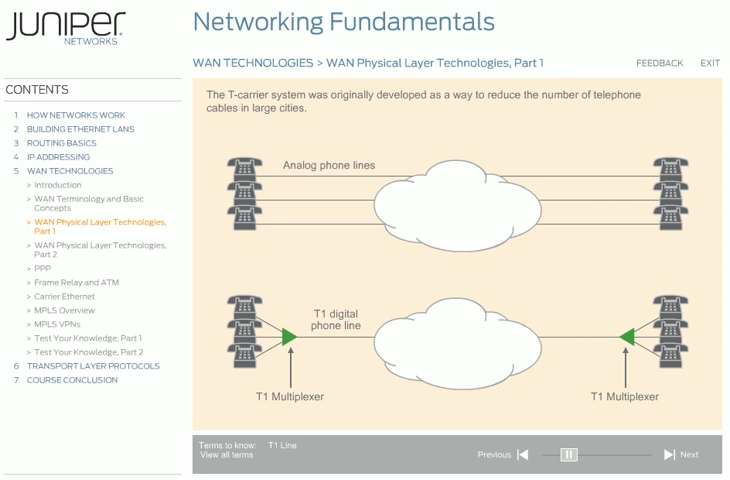 JUNIPER
NETWORKS
Networking Fundamentals
WAN TECHNOLOGIES > WAN Physical Layer Technologies, Part 1
FEEDBACK
EXIT
CONTENTS
1 HOW NETWORKS WORK
2 BUILDING ETHERNET LANS
3 ROUTING BASICS
4 IP ADDRESSING
5 WAN TECHNOLOGIES
> Introduction
> WAN Terminology and Basic
Concepts
> WAN Physical Layer Technologies,
Part 1
> WAN Physical Layer Technologies,
Part 2
> PPP
> Frame Relay and ATM
> Carrier Ethernet
> MPLS Overview
> MPLS VPNs
> Test Your Knowledge, Part 1
> Test Your Knowledge, Part 2
6 TRANSPORT LAYER PROTOCOLS
7 COURSE CONCLUSION
The T-carrier system was originally developed as a way to reduce the number of telephone
cables in large cities.
Analog phone lines
T1 digital
phone line
T1 Multiplexer
T1 Multiplexer
Terms to know: T1 Line
View all terms
Previous
Next